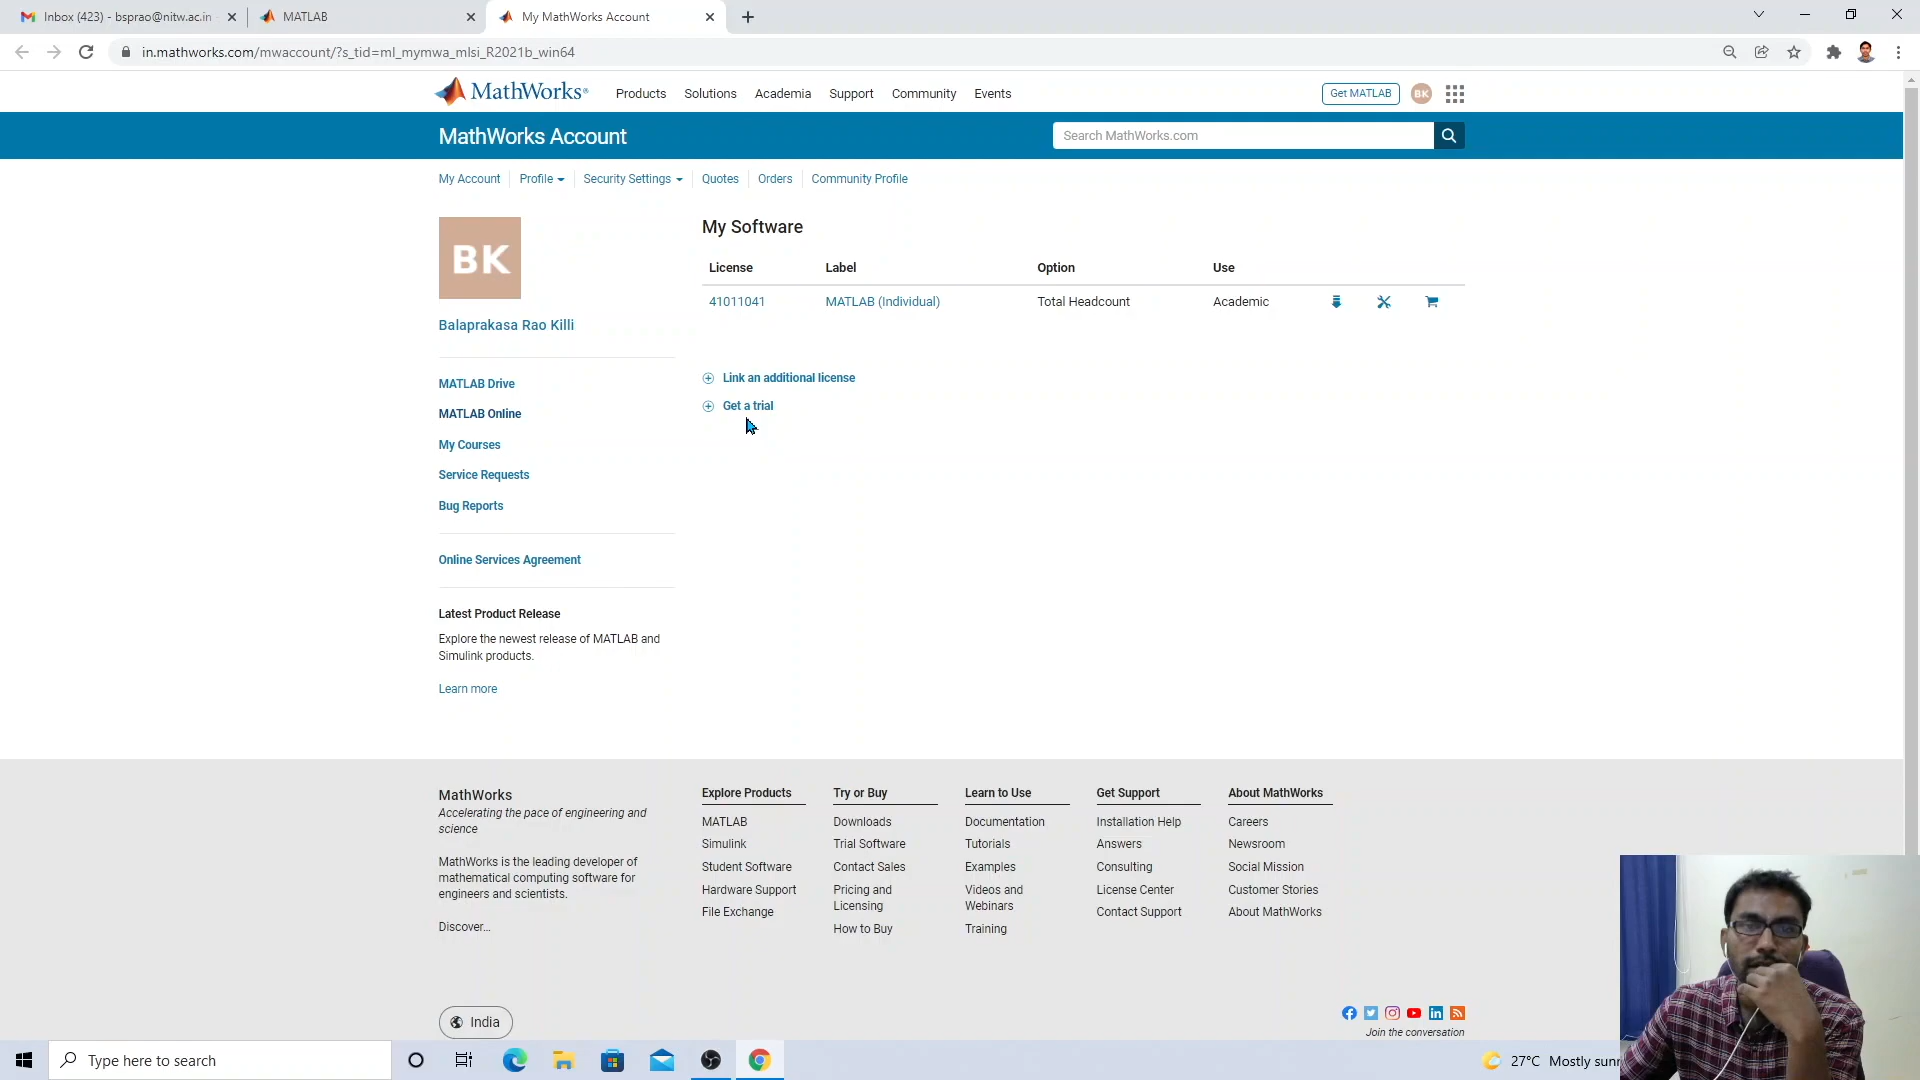 Inbox (423) - bsprao@nitw.ac.in
MATLAB
My MathWorks Account
in.mathworks.com/mwaccount/?s_tid=ml_mymwa_mlsi_R2021b_win64
MathWorks®
Products
Solutions
Academia
Support
Community
Events
Get MATLAB
BK
MathWorks Account
Search MathWorks.com
My Account
Profile
Security Settings
Quotes
Orders
Community Profile
BK
Balaprakasa Rao Killi
MATLAB Drive
MATLAB Online
My Courses
Service Requests
Bug Reports
Online Services Agreement
Latest Product Release
Explore the newest release of MATLAB and
Simulink products.
Learn more
My Software
License Label Option Use
41011041 MATLAB (Individual) Total Headcount Academic
Link an additional license
Get a trial
MathWorks
Accelerating the pace of engineering and
science
MathWorks is the leading developer of
mathematical computing software for
engineers and scientists.
Discover...
Explore Products
MATLAB
Simulink
Student Software
Hardware Support
File Exchange
Try or Buy
Downloads
Trial Software
Contact Sales
Pricing and
Licensing
How to Buy
Learn to Use
Documentation
Tutorials
Examples
Videos and
Webinars
Training
Get Support
Installation Help
Answers
Consulting
License Center
Contact Support
About MathWorks
Careers
Newsroom
Social Mission
Customer Stories
About MathWorks
India
Join the conversation
Type here to search
27°C Mostly sunn